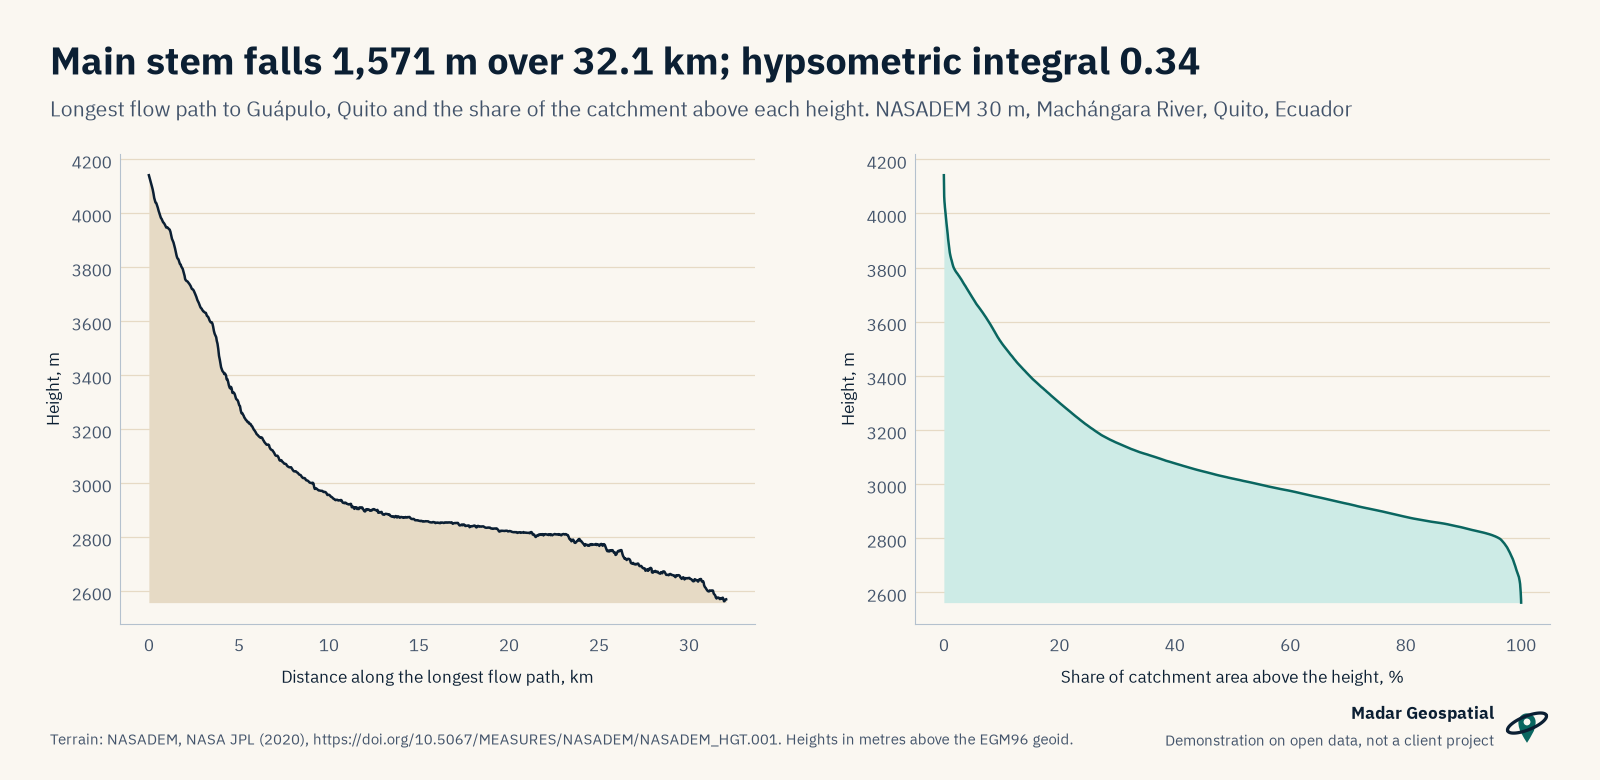 Main stem falls 1,571 m over 32.1 km; hypsometric integral 0.34
Longest flow path to Guápulo, Quito and the share of the catchment above each height. NASADEM 30 m, Machángara River, Quito, Ecuador
4200
4000
3800
3600
3400
3200
3000
2800
2600
Height, m
0 5 10 15 20 25 30
Distance along the longest flow path, km
4200
4000
3800
3600
3400
3200
3000
2800
2600
Height, m
0 20 40 60 80 100
Share of catchment area above the height, %
Madar Geospatial
Terrain: NASADEM, NASA JPL (2020), https://doi.org/10.5067/MEASURES/NASADEM/NASADEM_HGT.001. Heights in metres above the EGM96 geoid.
Demonstration on open data, not a client project